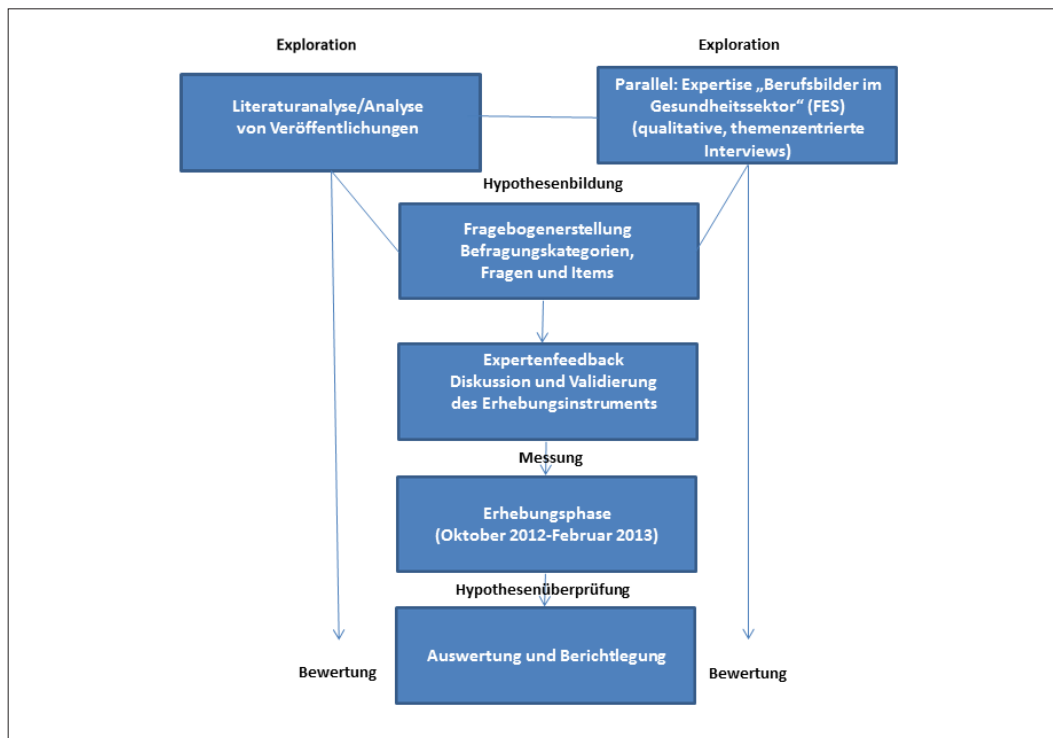 Exploration
Exploration
Literaturanalyse/Analyse
von Veröffentlichungen
Parallel: Expertise „Berufsbilder im
Gesundheitssektor“ (FES)
(qualitative, themenzentrierte
Interviews)
Hypothesenbildung
Fragebogenerstellung
Befragungskategorien,
Fragen und Items
Expertenfeedback
Diskussion und Validierung
des Erhebungsinstruments
Messung
Erhebungsphase
(Oktober 2012-Februar 2013)
Hypothesenüberprüfung
Auswertung und Berichtlegung
Bewertung
Bewertung